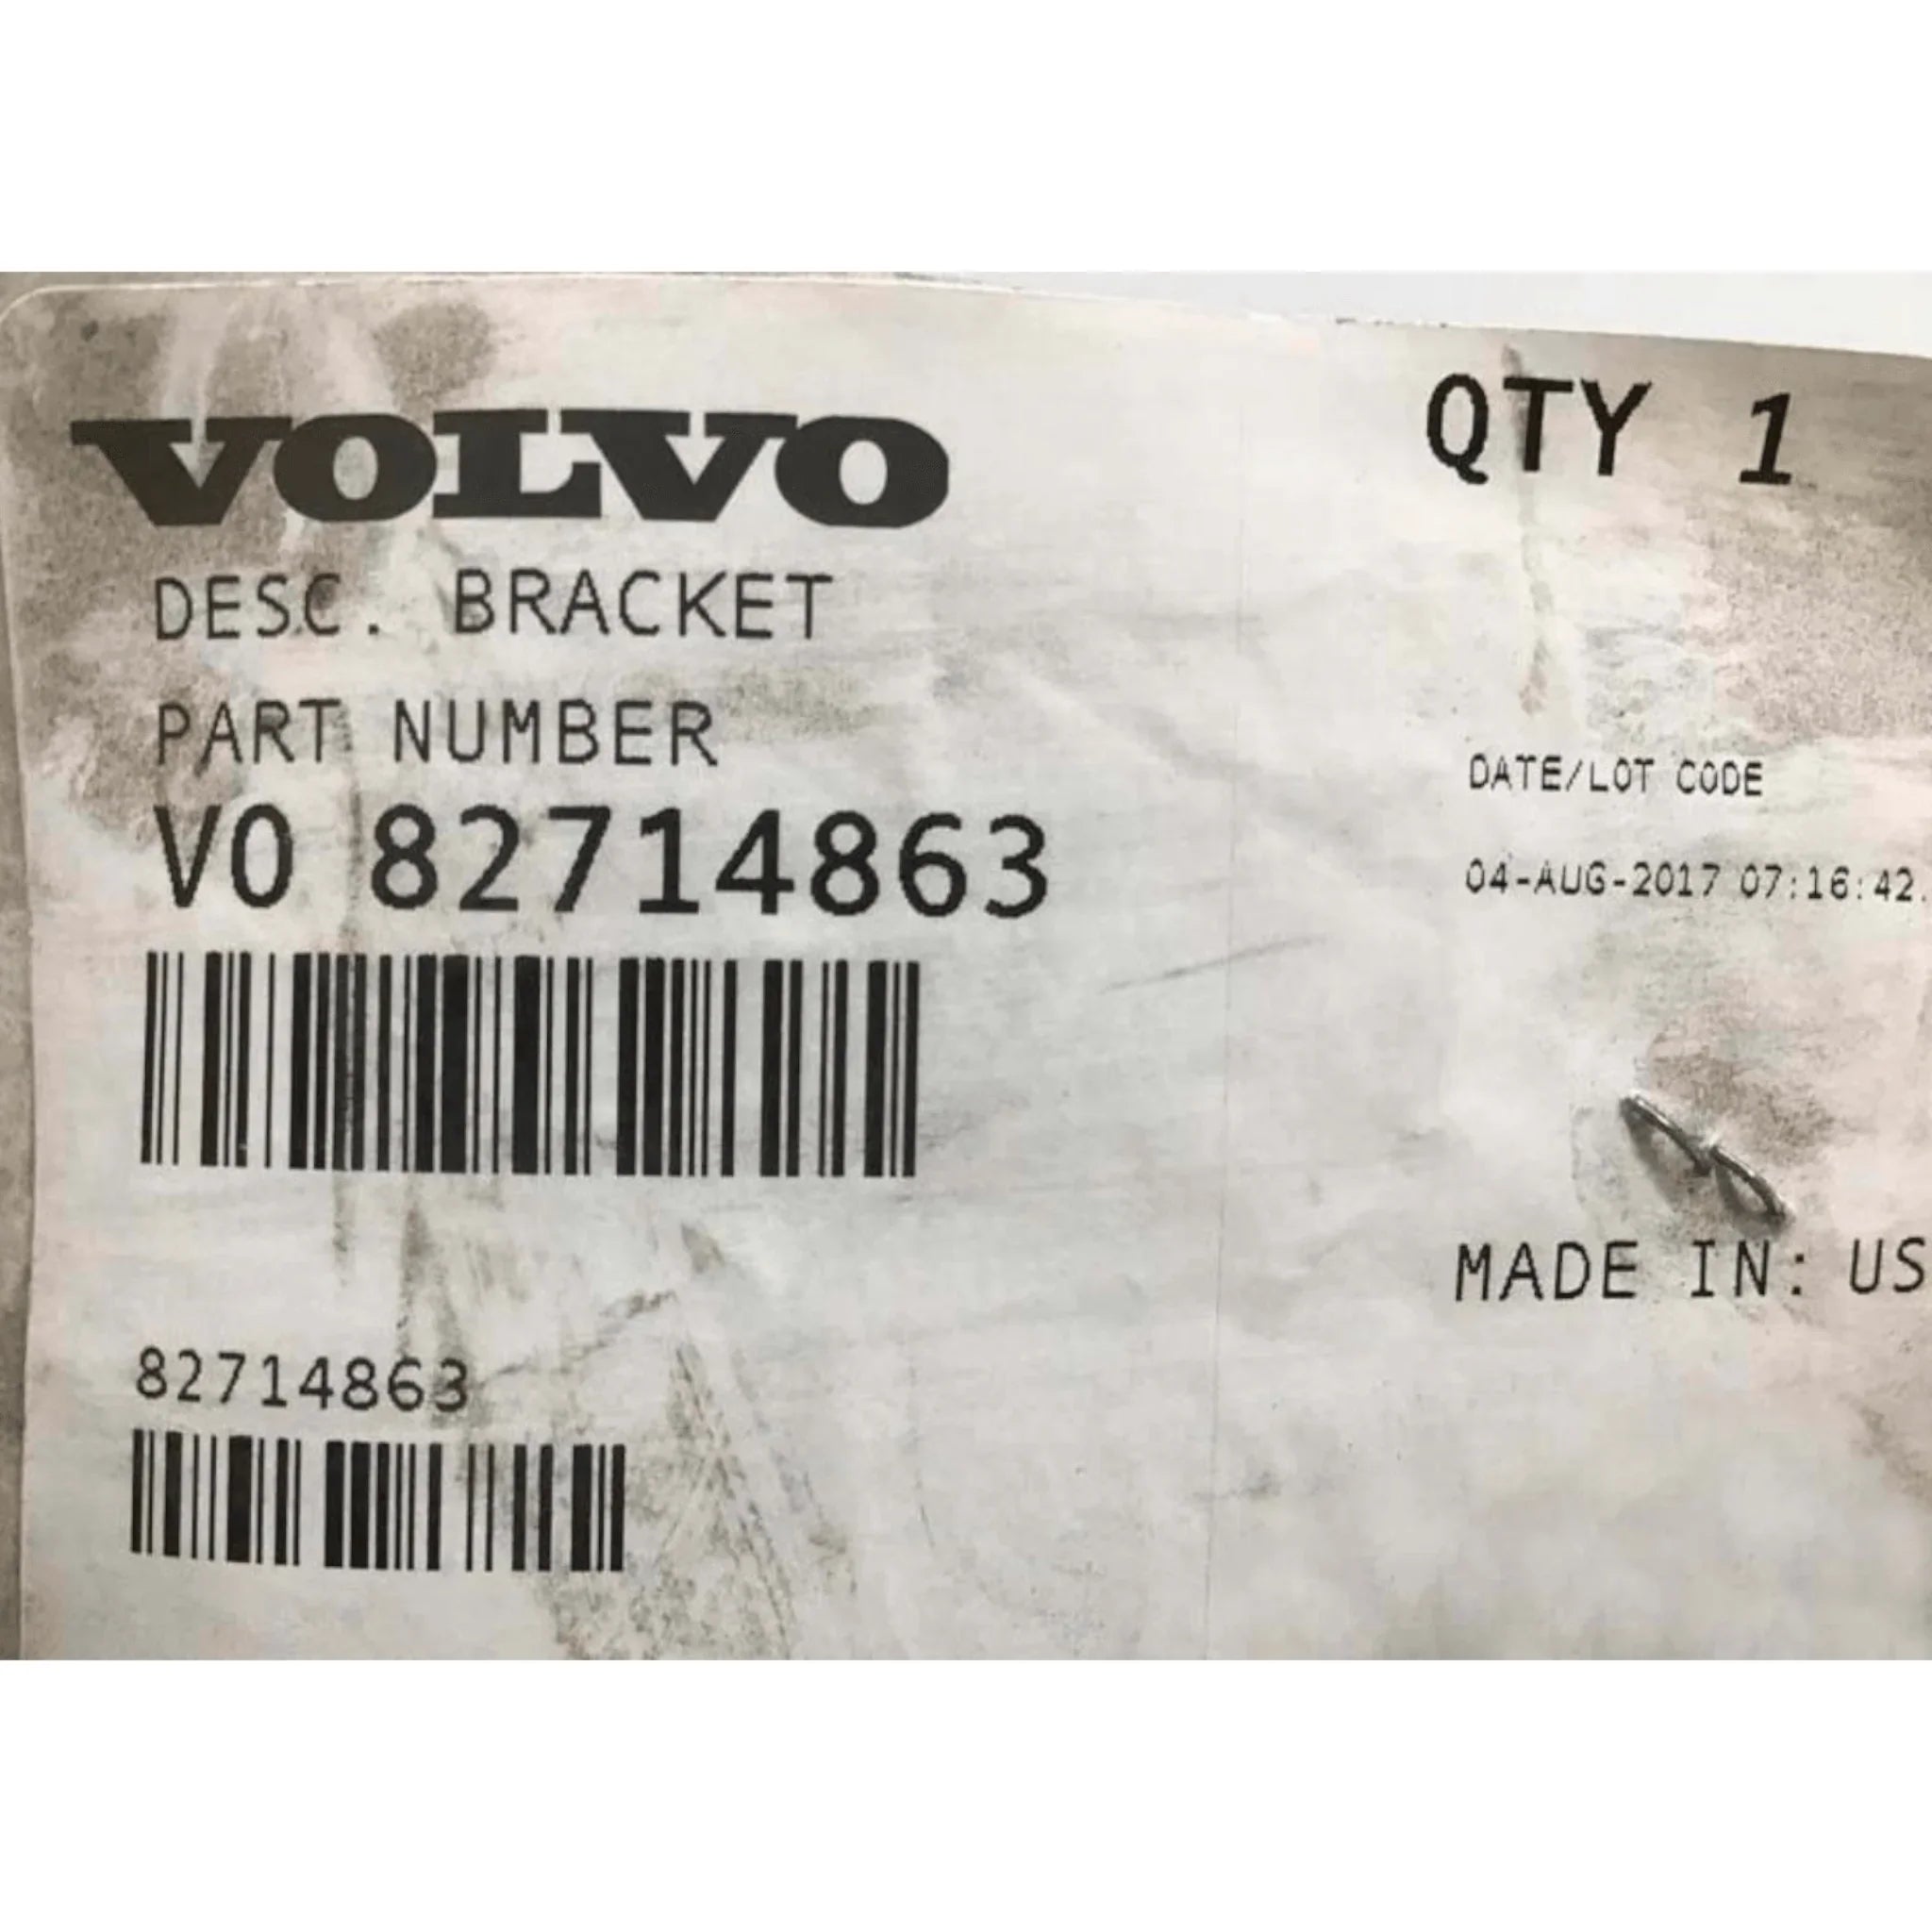 VOLVO
QTY 1
DESC. BRACKET
PART NUMBER
VO 82714863
DATE/LOT CODE
04-AUG-2017 07:16:42.
MADE IN: US
82714863